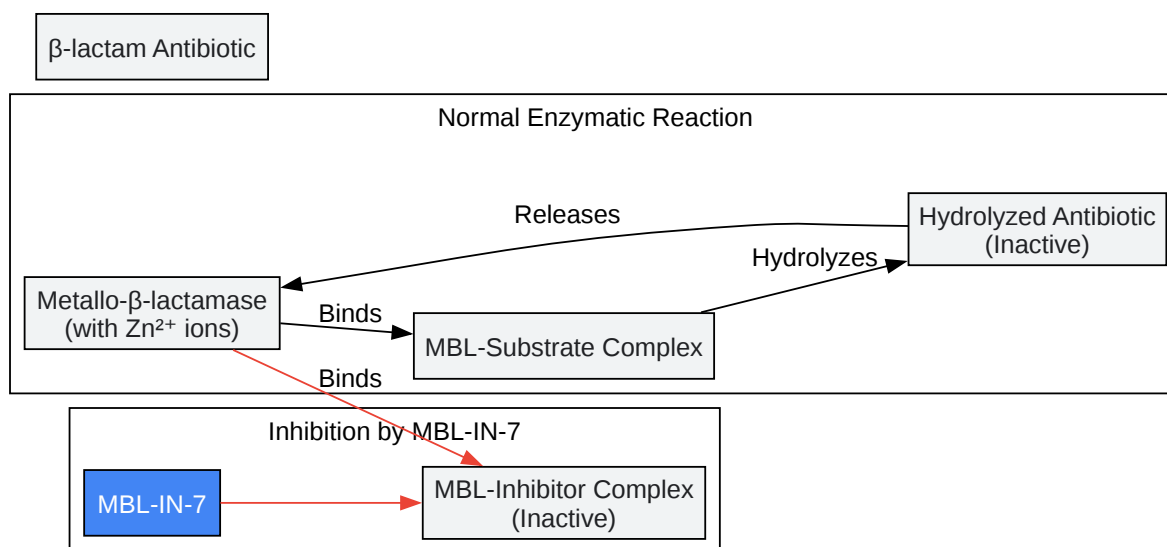 β-lactam Antibiotic
Normal Enzymatic Reaction
Releases
Hydrolyzed Antibiotic
(Inactive)
Hydrolyzes
Metallo-β-lactamase
(with Zn²⁺ ions)
Binds
MBL-Substrate Complex
Binds
Inhibition by MBL-IN-7
MBL-IN-7
MBL-Inhibitor Complex
(Inactive)